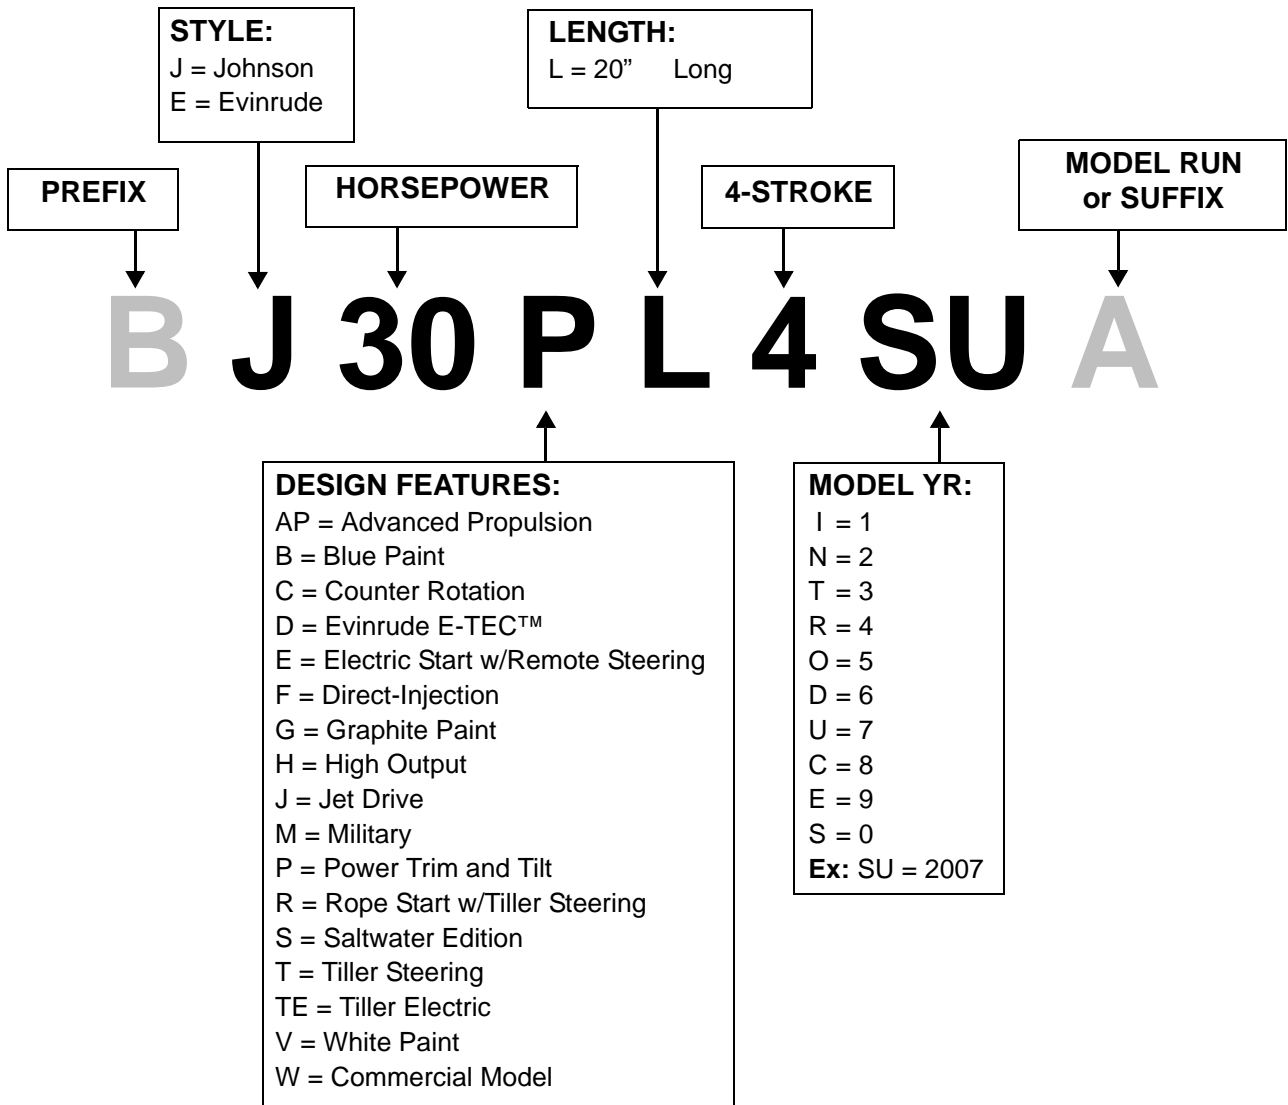 STYLE:
J = Johnson
E = Evinrude
LENGTH:
L = 20” Long
PREFIX
HORSEPOWER
4-STROKE
MODEL RUN
or SUFFIX
B J 30 P L 4 SU A
DESIGN FEATURES:
AP = Advanced Propulsion
B = Blue Paint
C = Counter Rotation
D = Evinrude E-TEC™
E = Electric Start w/Remote Steering
F = Direct-Injection
G = Graphite Paint
H = High Output
J = Jet Drive
M = Military
P = Power Trim and Tilt
R = Rope Start w/Tiller Steering
S = Saltwater Edition
T = Tiller Steering
TE = Tiller Electric
V = White Paint
W = Commercial Model
MODEL YR:
I = 1
N = 2
T = 3
R = 4
O = 5
D = 6
U = 7
C = 8
E = 9
S = 0
Ex: SU = 2007